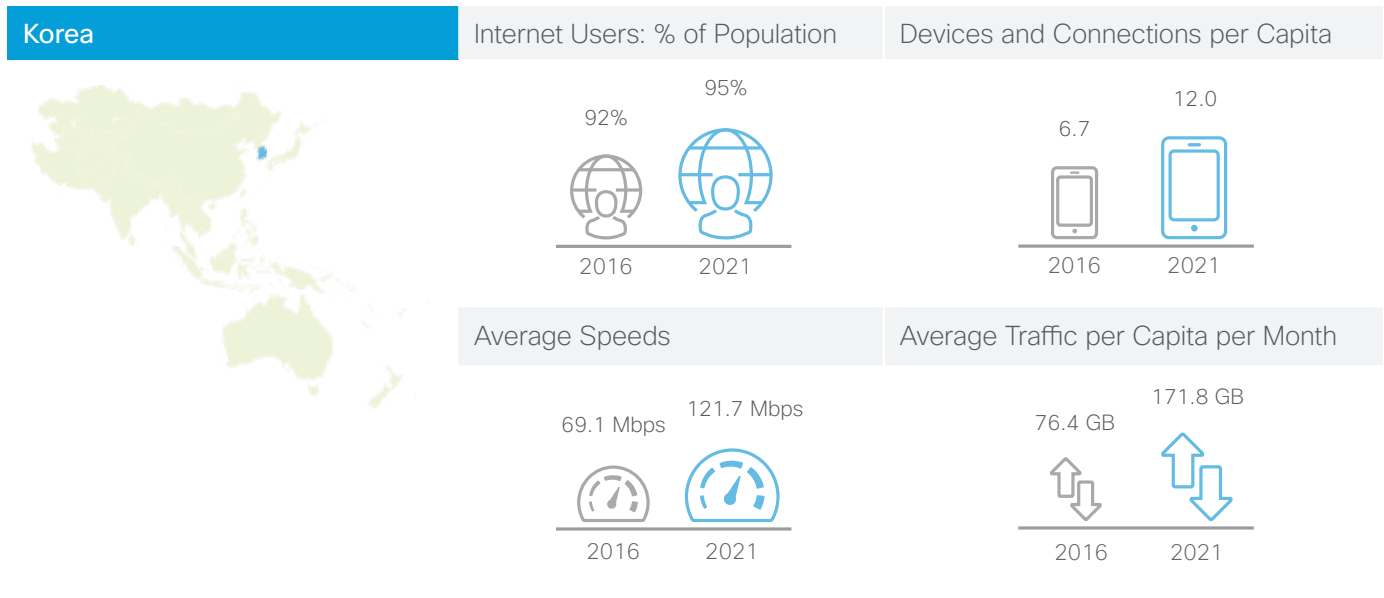 Korea
Internet Users: % of Population
92%
95%
2016
2021
Devices and Connections per Capita
6.7
12.0
2016
2021
Average Speeds
69.1 Mbps
121.7 Mbps
2016
2021
Average Traffic per Capita per Month
76.4 GB
171.8 GB
2016
2021